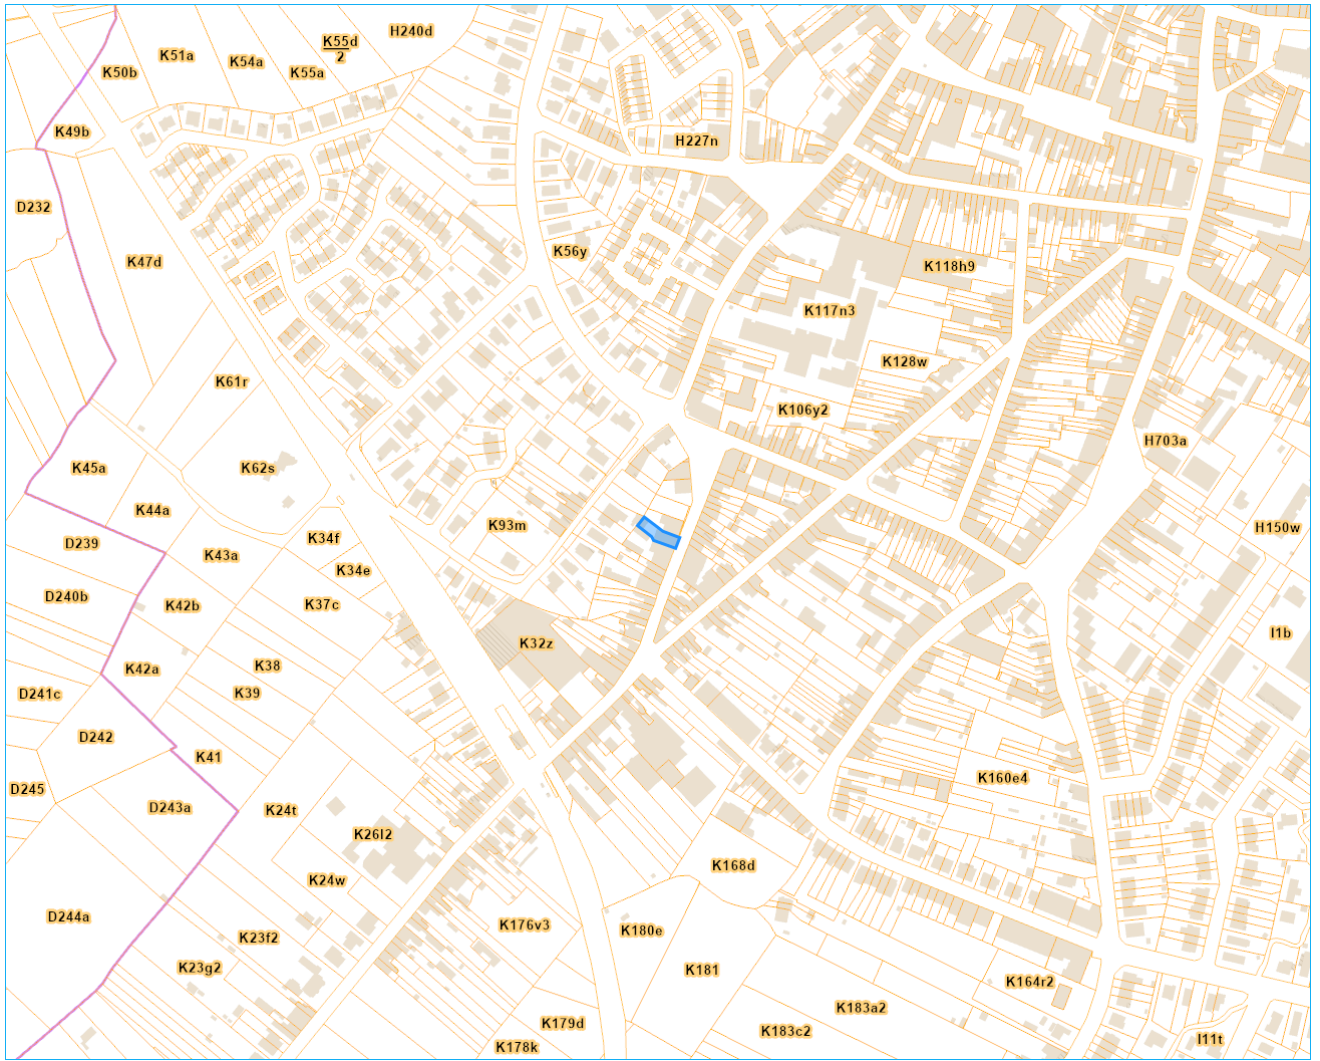 H240d
K55d
2
K51a
K54a
K55a
K50b
K49b
H227n
D232
K56y
K47d
K118h9
K117n3
K128w
K61r
K106y2
H703a
K45a
K62s
K44a
K93m
H150w
K34f
D239
K43a
K34e
D240b
K42b
K37c
I1b
K32z
K42a
K38
D241c
K39
D242
K41
K160e4
D245
D243a
K24t
K26l2
K168d
K24w
D244a
K176v3
K180e
K23f2
K23g2
K181
K164r2
K183a2
K179d
K183c2
I11t
K178k